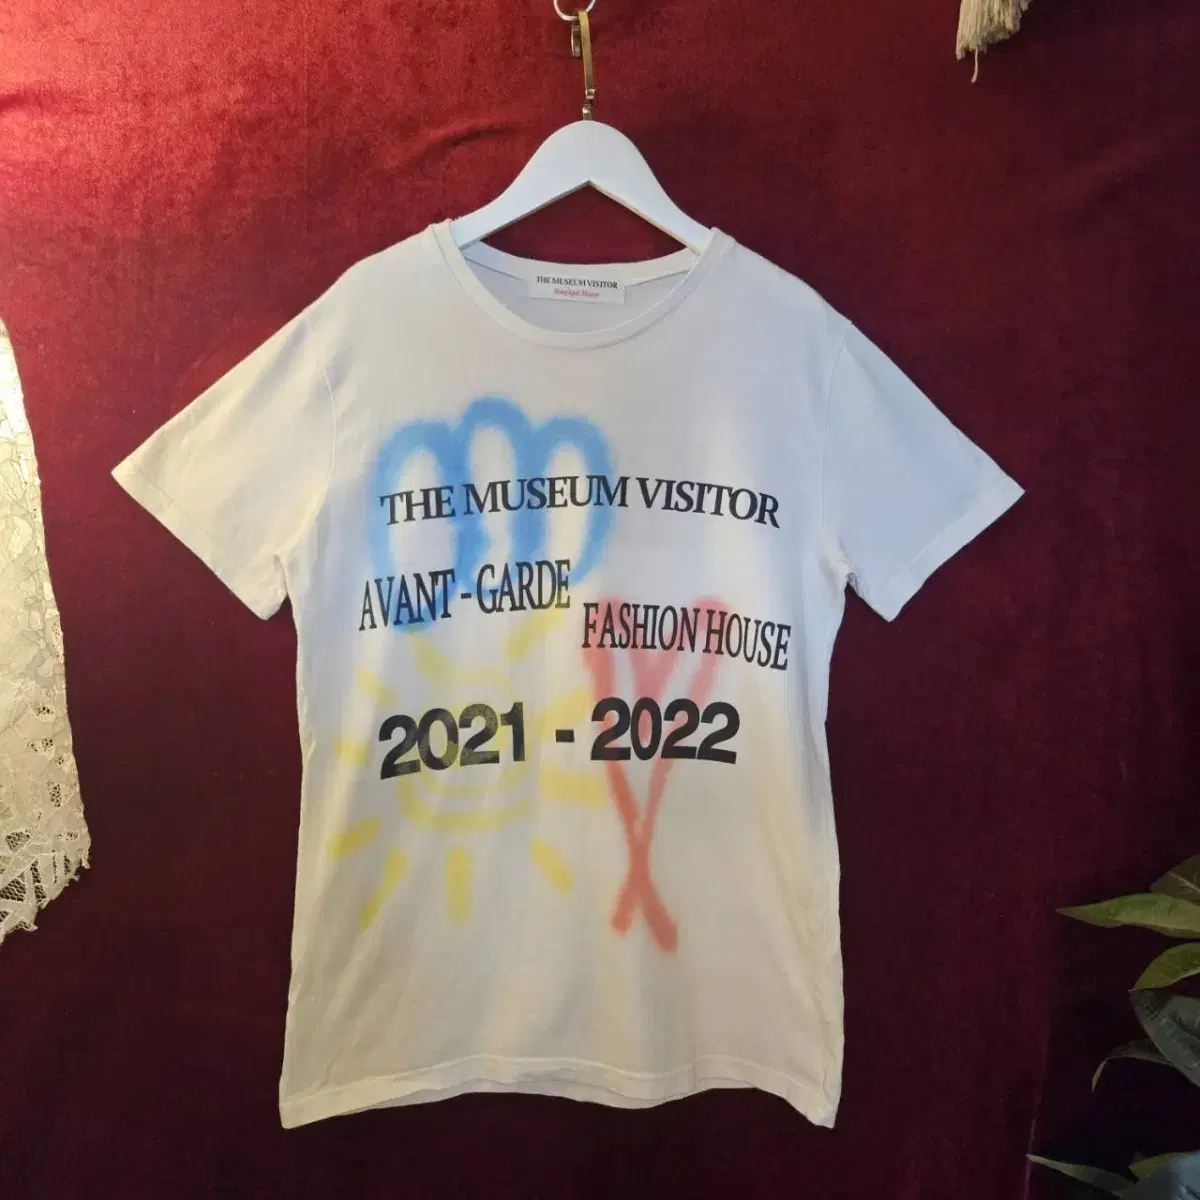 THE MUSEUM VISITOR
THE MUSEUM VISITOR
AVANT-GARDE
FASHION HOUSE
2021 - 2022